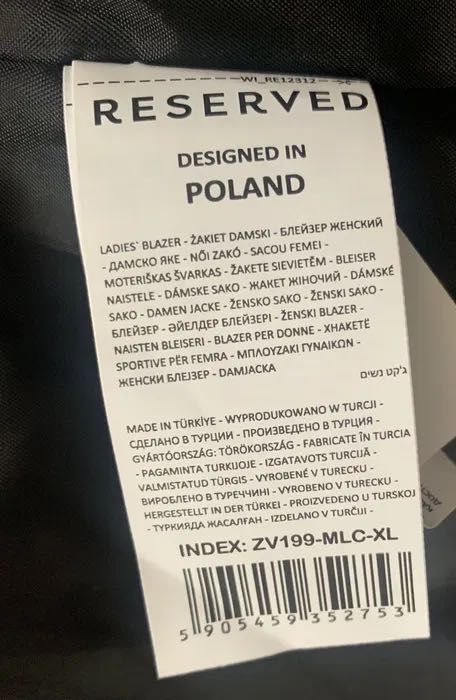 WI_RE12312
RESERVED
DESIGNED IN
POLAND
LADIES` BLAZER - ŻAKIET DAMSKI - БЛЕЙЗЕР ЖЕНСКИЙ
- ДАМСКО ЯКЕ - NŐI ZAKÓ - SACOU FEMEI -
MOTERIŠKAS ŠVARKAS - ŽAKETE SIEVIETĒM - BLEISER
NAISTELE - DÁMSKE SAKO - ЖАКЕТ ЖІНОЧИЙ - DÁMSKÉ
SAKO - DAMEN JACKE - ŽENSKO SAKO - ŽENSKI SAKO -
БЛЕЙЗЕР - ӘЙЕЛДЕР БЛЕЙЗЕРІ - ŽENSKI BLAZER -
NAISTEN BLEISERI - BLAZER PER DONNE - XHAKETË
SPORTIVE PËR FEMRA - ΜΠΛΟΥΖΑΚΙ ΓΥΝΑΙΚΩΝ -
ЖЕНСКИ БЛЕЈЗЕР - DAMJACKA
ג'קט נשים
MADE IN TÜRKİYE - WYPRODUKOWANO W TURCJI -
СДЕЛАНО В ТУРЦИИ - ПРОИЗВЕДЕНО В ТУРЦИЯ -
GYÁRTÓORSZÁG: TÖRÖKORSZÁG - FABRICATE ÎN TURCIA
- PAGAMINTA TURKIJOJE - IZGATAVOTS TURCIJĀ -
VALMISTATUD TÜRGIS - VYROBENÉ V TURECKU -
ВИРОБЛЕНО В ТУРЕЧЧИНІ - VYROBENO V TURECKU -
HERGESTELLT IN DER TÜRKEI - PROIZVEDENO U TURSKOJ
- ТУРКИЯДА ЖАСАЛҒАН - IZDELANO V TURČIJI -
INDEX: ZV199-MLC-XL
5 905459 352753